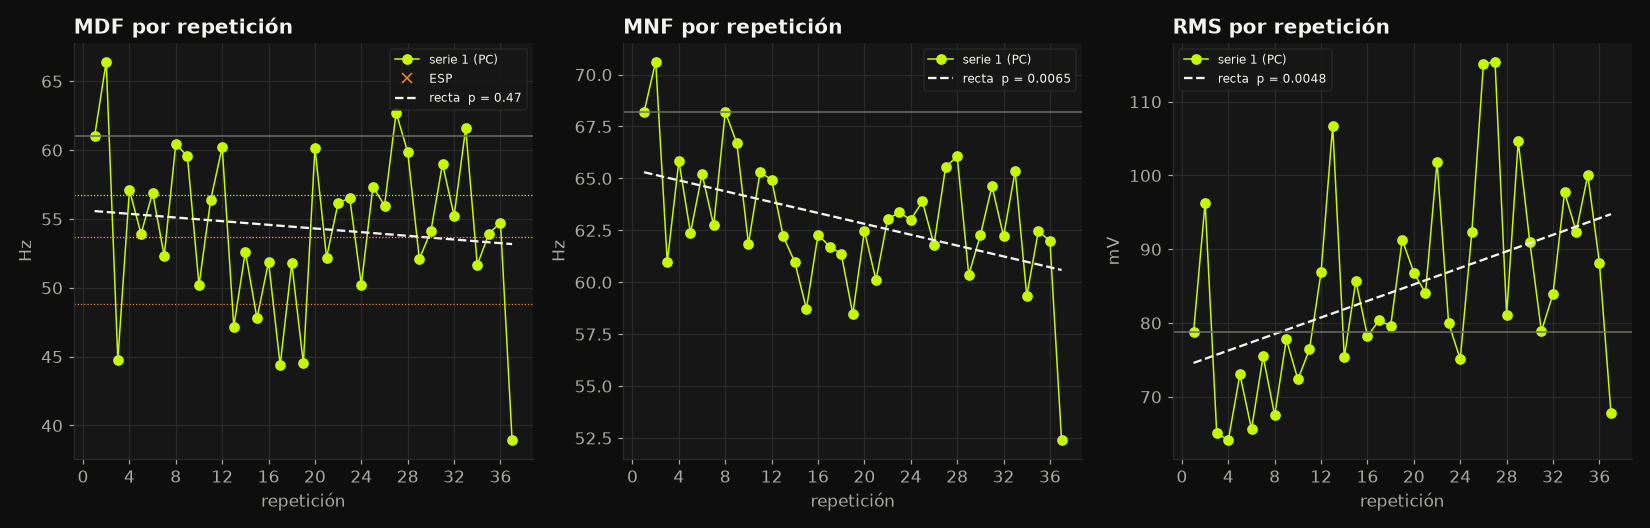 MDF por repetición
serie 1 (PC)
ESP
recta p = 0.47
65
60
55
50
45
40
Hz
0 4 8 12 16 20 24 28 32 36
repetición
MNF por repetición
serie 1 (PC)
recta p = 0.0065
70.0
67.5
65.0
62.5
60.0
57.5
55.0
52.5
Hz
0 4 8 12 16 20 24 28 32 36
repetición
RMS por repetición
serie 1 (PC)
recta p = 0.0048
110
100
90
80
70
mV
0 4 8 12 16 20 24 28 32 36
repetición